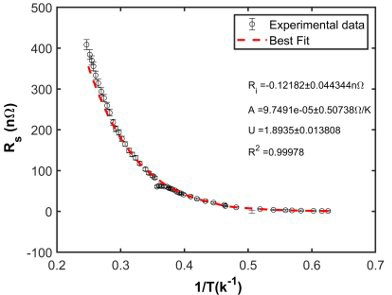 500
400
300
200
100
0
-100
R_s (nΩ)
0.2
0.3
0.4
0.5
0.6
0.7
1/T(k⁻¹)
Experimental data
Best Fit
R_i =-0.12182±0.044344nΩ
A =9.7491e-05±0.50738Ω/K
U =1.8935±0.013808
R² =0.99978